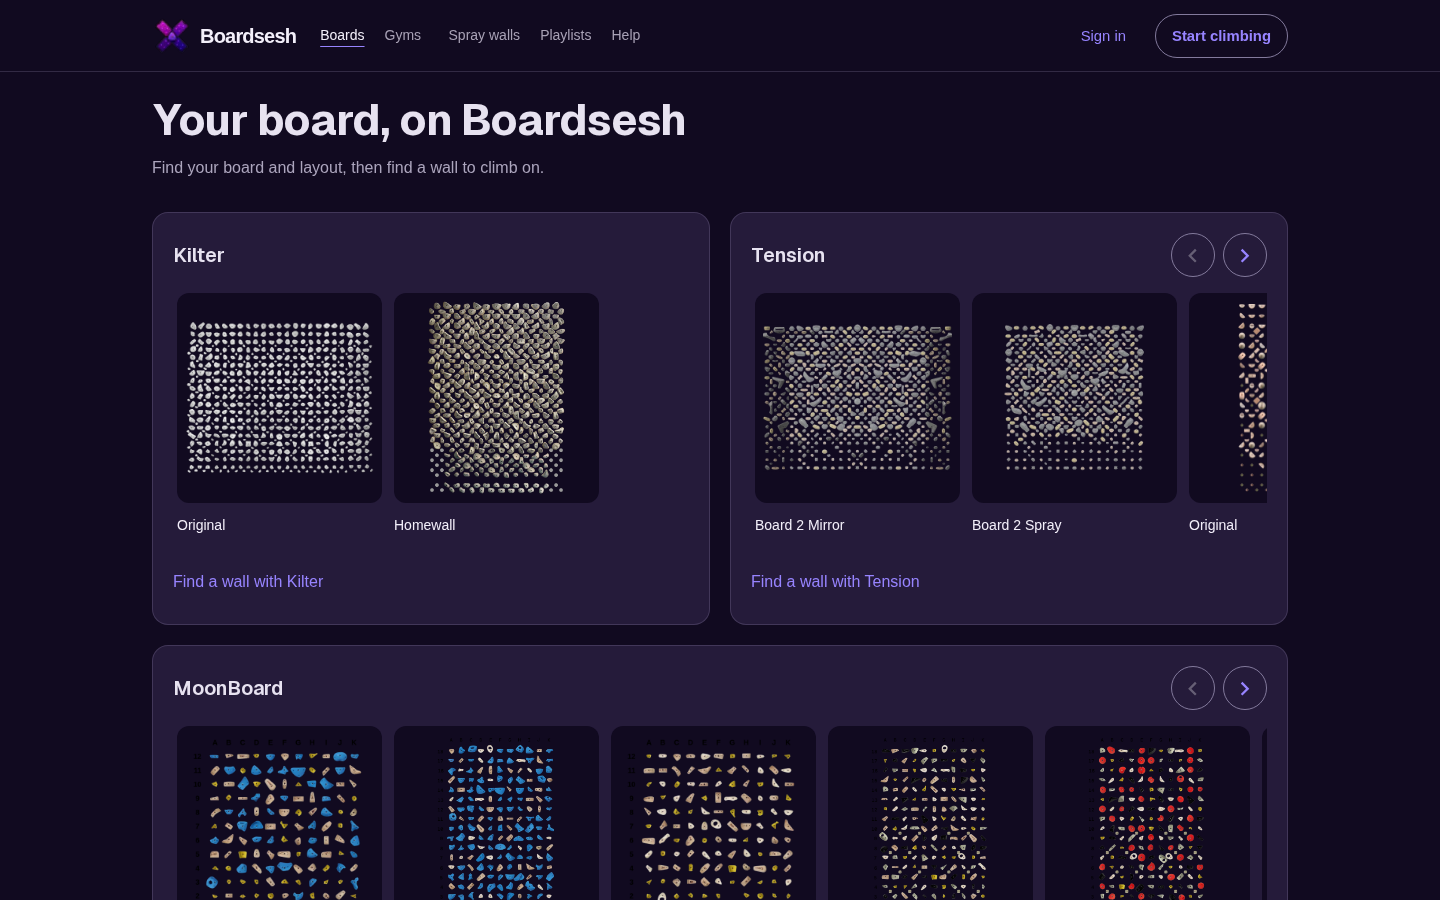 Boardsesh
Boards
Gyms
Spray walls
Playlists
Help
Sign in
Start climbing
Your board, on Boardsesh
Find your board and layout, then find a wall to climb on.
Kilter
Original
Homewall
Find a wall with Kilter
Tension
Board 2 Mirror
Board 2 Spray
Original
Find a wall with Tension
MoonBoard